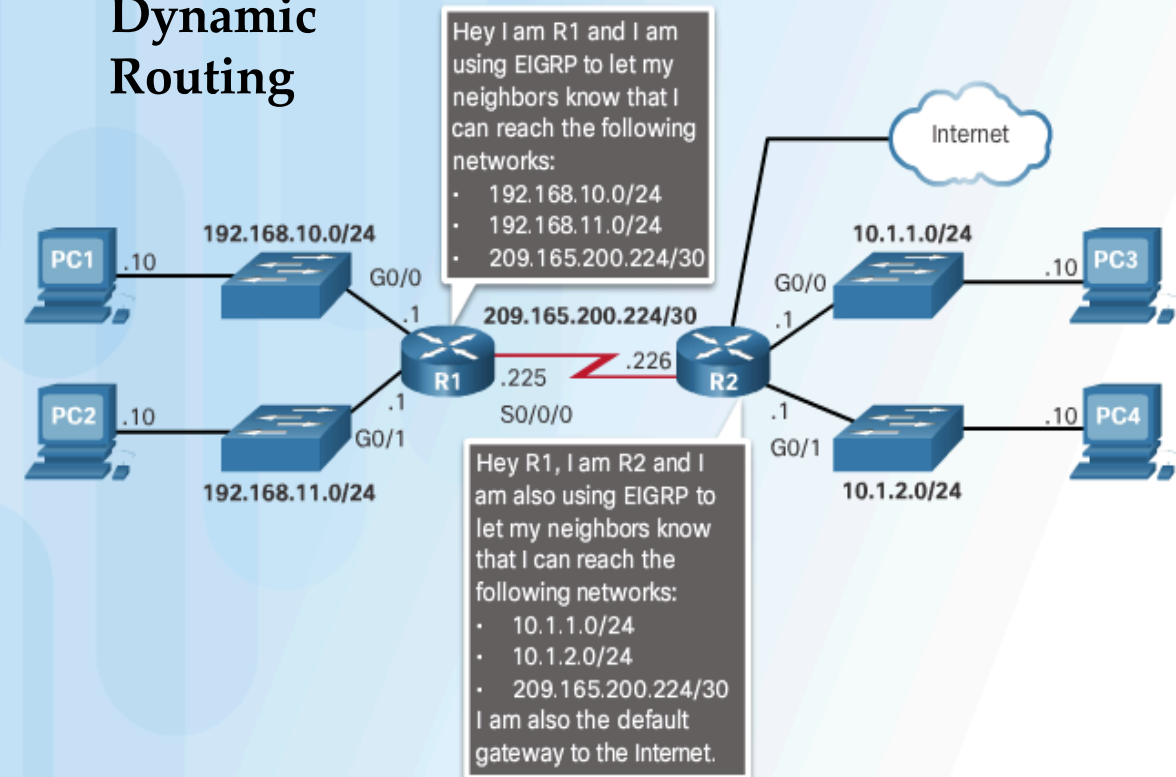 Dynamic
Routing
Hey I am R1 and I am
using EIGRP to let my
neighbors know that I
can reach the following
networks:
· 192.168.10.0/24
· 192.168.11.0/24
· 209.165.200.224/30
Internet
192.168.10.0/24
10.1.1.0/24
PC1
.10
G0/0
.1
209.165.200.224/30
G0/0
.1
.10
PC3
R1
.225
S0/0/0
.226
R2
PC2
.10
.1
G0/1
192.168.11.0/24
.1
G0/1
.10
PC4
10.1.2.0/24
Hey R1, I am R2 and I
am also using EIGRP to
let my neighbors know
that I can reach the
following networks:
· 10.1.1.0/24
· 10.1.2.0/24
· 209.165.200.224/30
I am also the default
gateway to the Internet.